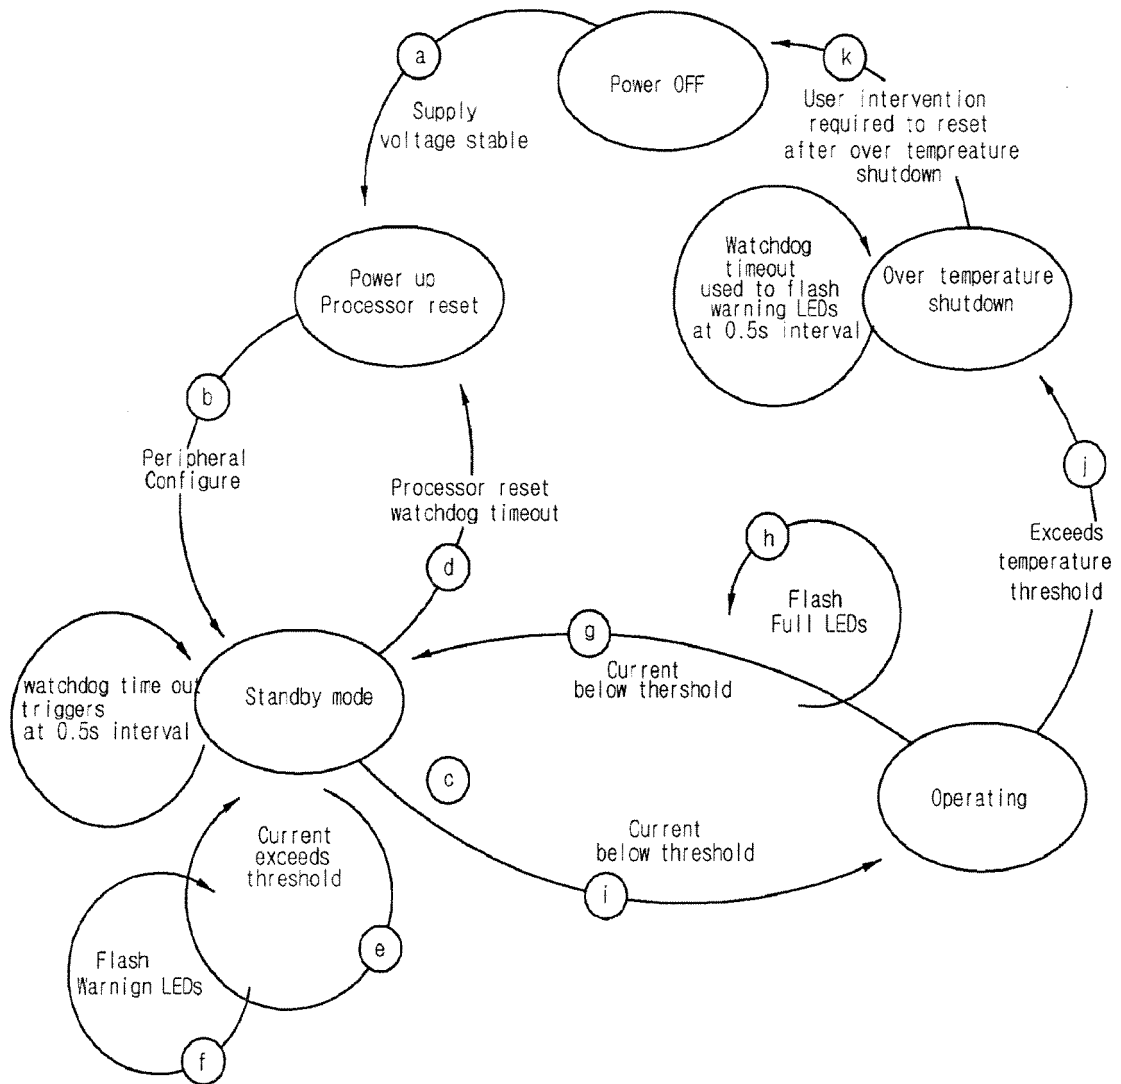 a
k
Power OFF
Supply
voltage stable
User intervention
required to reset
after over tempreature
shutdown
Power up
Processor reset
Watchdog
timeout
used to flash
warning LEDs
at 0.5s interval
Over temperature
shutdown
b
Peripheral
Configure
Processor reset
watchdog timeout
d
j
Exceeds
temperature
threshold
h
Flash
Full LEDs
g
Current
below thershold
watchdog time out
triggers
at 0.5s interval
Standby mode
c
Operating
Current
exceeds
threshold
Current
below threshold
i
e
Flash
Warnign LEDs
f